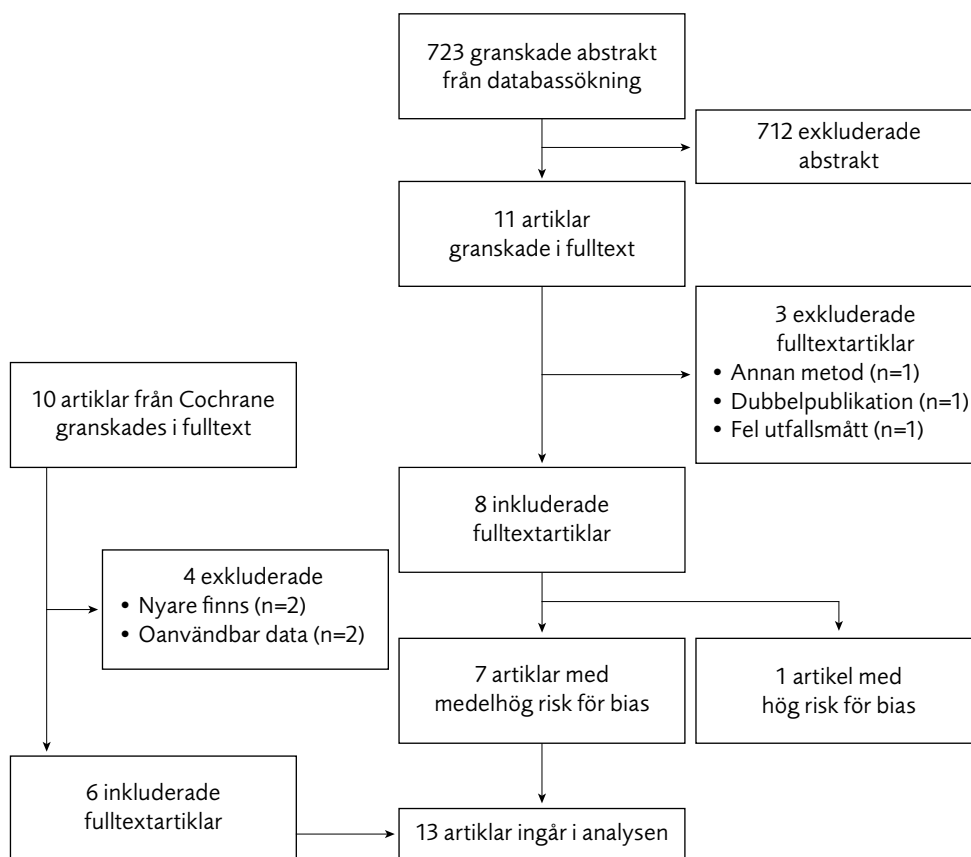 723 granskade abstrakt
från databassökning
712 exkluderade
abstrakt
11 artiklar
granskade i fulltext
3 exkluderade
fulltextartiklar
• Annan metod (n=1)
• Dubbelpublikation (n=1)
• Fel utfallsmått (n=1)
10 artiklar från Cochrane
granskades i fulltext
8 inkluderade
fulltextartiklar
4 exkluderade
• Nyare finns (n=2)
• Oanvändbar data (n=2)
7 artiklar med
medelhög risk för bias
1 artikel med
hög risk för bias
6 inkluderade
fulltextartiklar
13 artiklar ingår i analysen